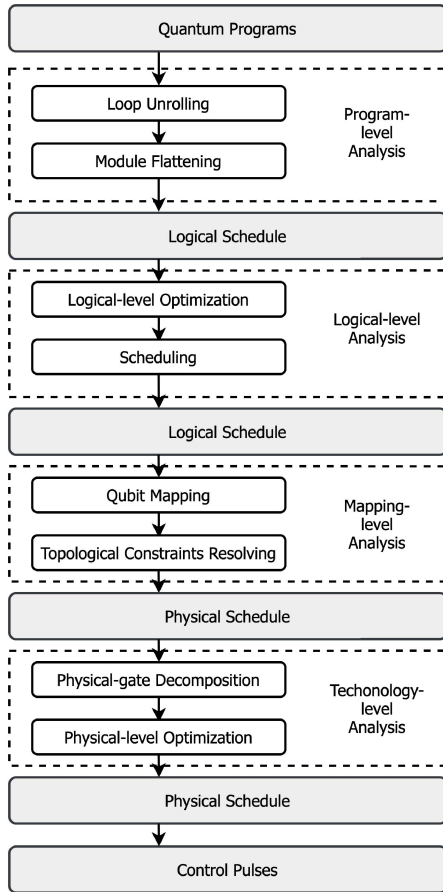 Quantum Programs
Loop Unrolling
Module Flattening
Program-
level
Analysis
Logical Schedule
Logical-level Optimization
Scheduling
Logical-level
Analysis
Logical Schedule
Qubit Mapping
Topological Constraints Resolving
Mapping-
level
Analysis
Physical Schedule
Physical-gate Decomposition
Physical-level Optimization
Techonology-
level
Analysis
Physical Schedule
Control Pulses